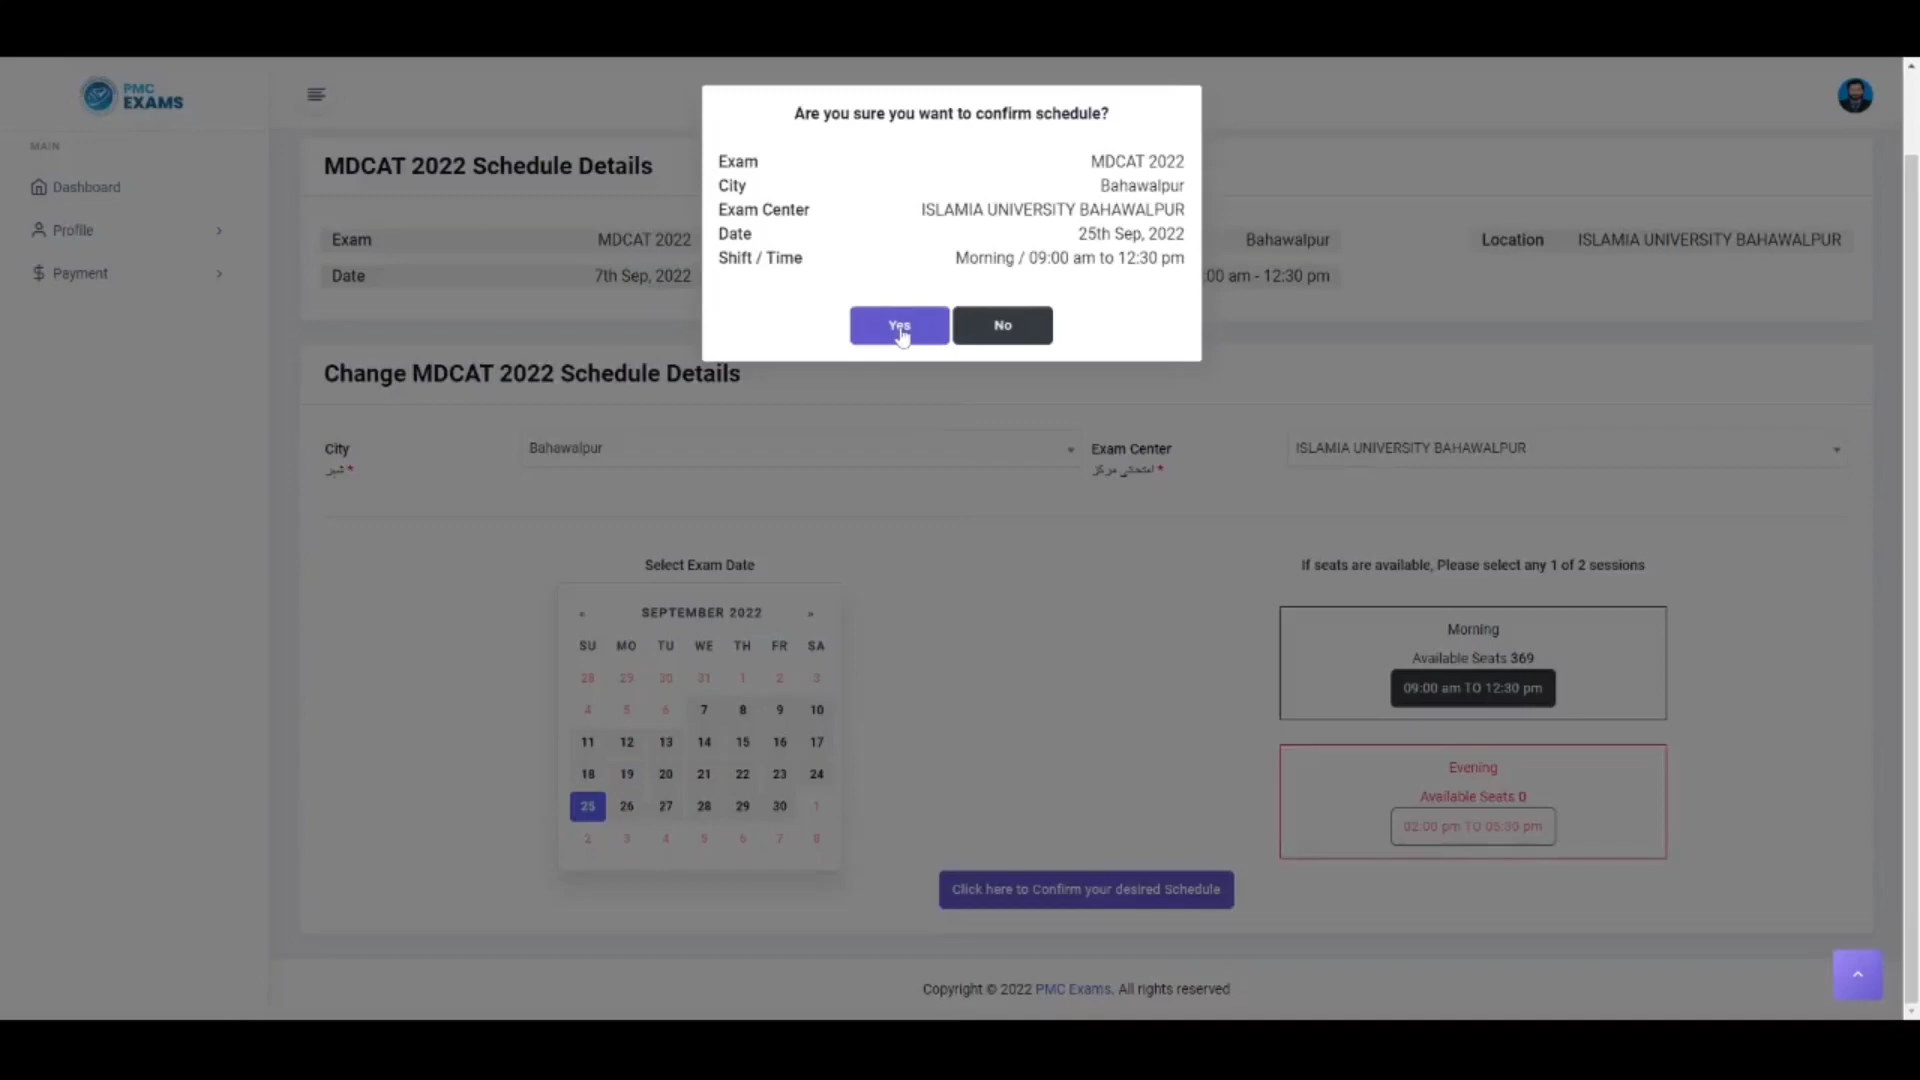 PMC
EXAMS
MAIN
Dashboard
Profile
Payment
Are you sure you want to confirm schedule?
Exam MDCAT 2022
City Bahawalpur
Exam Center ISLAMIA UNIVERSITY BAHAWALPUR
Date 25th Sep, 2022
Shift / Time Morning / 09:00 am to 12:30 pm
Yes No
MDCAT 2022 Schedule Details
Exam MDCAT 2022 Bahawalpur Location ISLAMIA UNIVERSITY BAHAWALPUR
Date 7th Sep, 2022 :00 am - 12:30 pm
Change MDCAT 2022 Schedule Details
City Bahawalpur Exam Center ISLAMIA UNIVERSITY BAHAWALPUR
شہر * امتحانی مرکز *
Select Exam Date If seats are available, Please select any 1 of 2 sessions
« SEPTEMBER 2022 »
SU MO TU WE TH FR SA
28 29 30 31 1 2 3
4 5 6 7 8 9 10
11 12 13 14 15 16 17
18 19 20 21 22 23 24
25 26 27 28 29 30 1
2 3 4 5 6 7 8
Morning
Available Seats 369
09:00 am TO 12:30 pm
Evening
Available Seats 0
02:00 pm TO 05:30 pm
Click here to Confirm your desired Schedule
Copyright © 2022 PMC Exams. All rights reserved